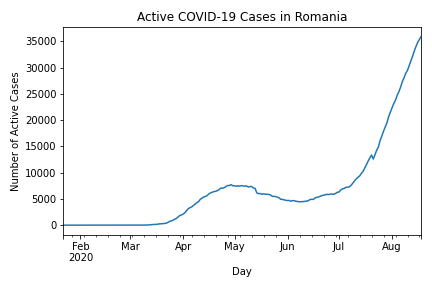 Active COVID-19 Cases in Romania
Number of Active Cases
35000
30000
25000
20000
15000
10000
5000
0
Feb Mar Apr May Jun Jul Aug
2020
Day